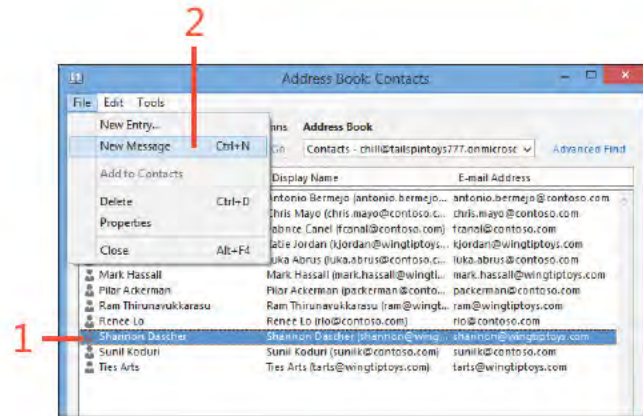 2
Address Book: Contacts
File Edit Tools
New Entry...
New Message Ctrl+N
Add to Contacts
Delete Ctrl+D
Properties
Close Alt+F4
mns Address Book
Go Contacts - chill@tailspintoys777.onmicrosc Advanced Find
Display Name E-mail Address
Antonio Bermejo (antonio.bermejo... antonio.bermejo@contoso.com
Chris Mayo (chris.mayo@contoso.c... chris.mayo@contoso.com
Fabrice Canel (fcanal@contoso.com) fcanal@contoso.com
Katie Jordan (kjordan@wingtiptoys... kjordan@wingtiptoys.com
Luka Abrus (luka.abrus@contoso.c... luka.abrus@contoso.com
Mark Hassall Mark Hassall (mark.hassall@wingti... mark.hassall@wingtiptoys.com
Pilar Ackerman Pilar Ackerman (packerman@conto... packerman@contoso.com
Ram Thirunavukkarasu Ram Thirunavukkarasu (ram@wingt... ram@wingtiptoys.com
Renee Lo Renee Lo (rlo@contoso.com) rlo@contoso.com
1
Shannon Dascher Shannon Dascher (shannon@wing... shannon@wingtiptoys.com
Sunil Koduri Sunil Koduri (sunilk@contoso.com) sunilk@contoso.com
Ties Arts Ties Arts (tarts@wingtiptoys.com) tarts@wingtiptoys.com